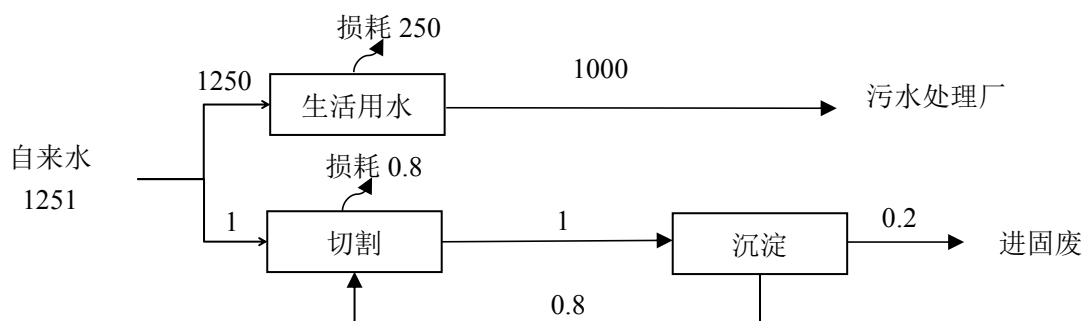 损耗 250
1250
1000
生活用水
污水处理厂
自来水
1251
损耗 0.8
1
切割
1
沉淀
0.2
进固废
0.8